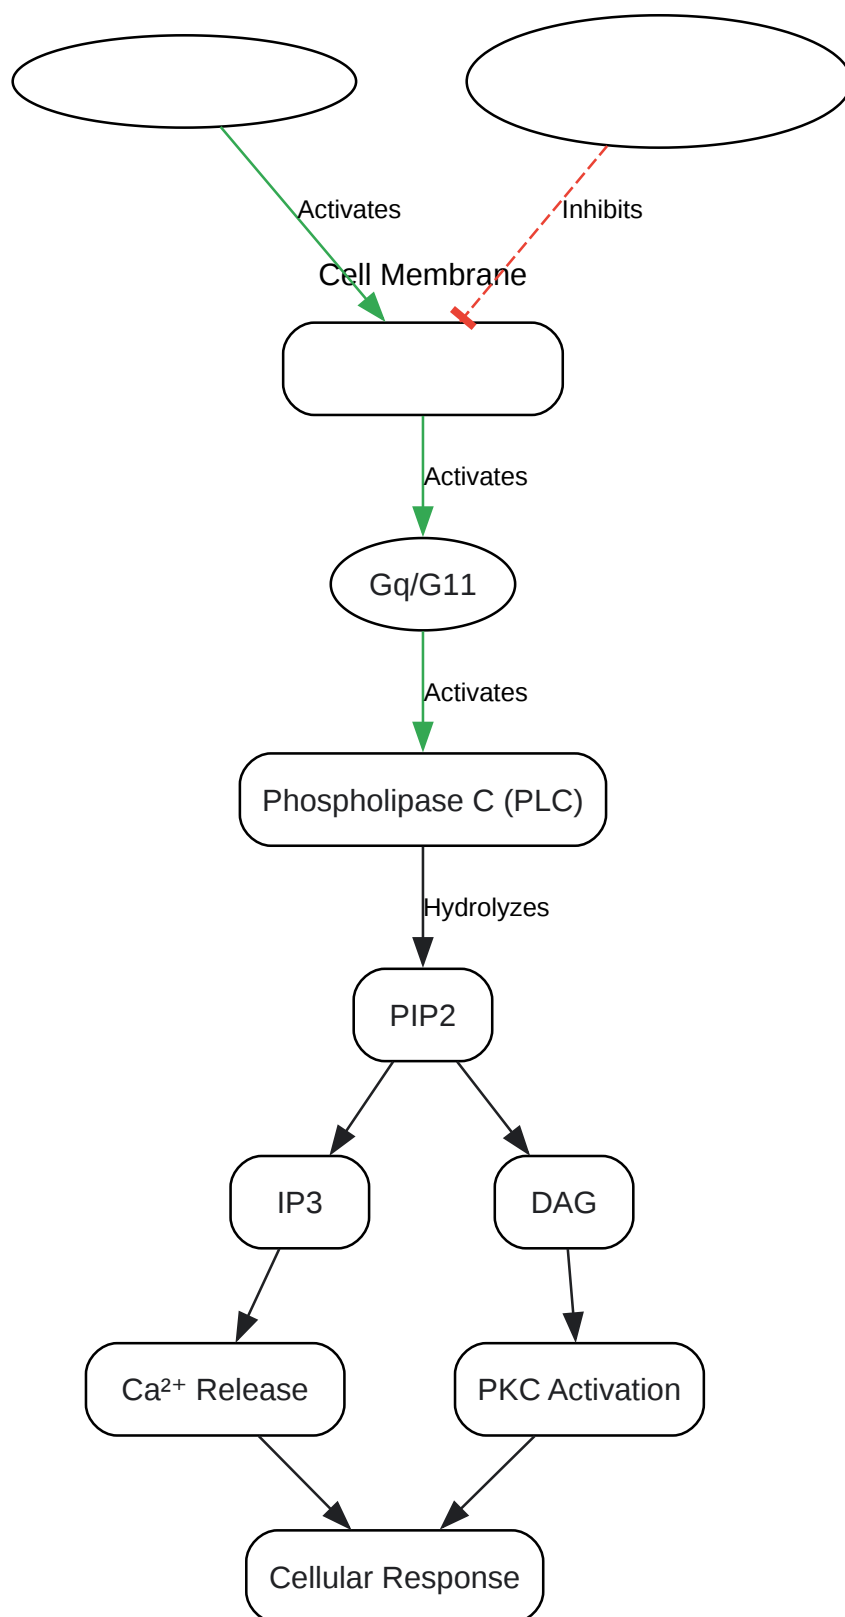 Activates
Inhibits
Cell Membrane
Activates
Gq/G11
Activates
Phospholipase C (PLC)
Hydrolyzes
PIP2
IP3
DAG
Ca²⁺ Release
PKC Activation
Cellular Response